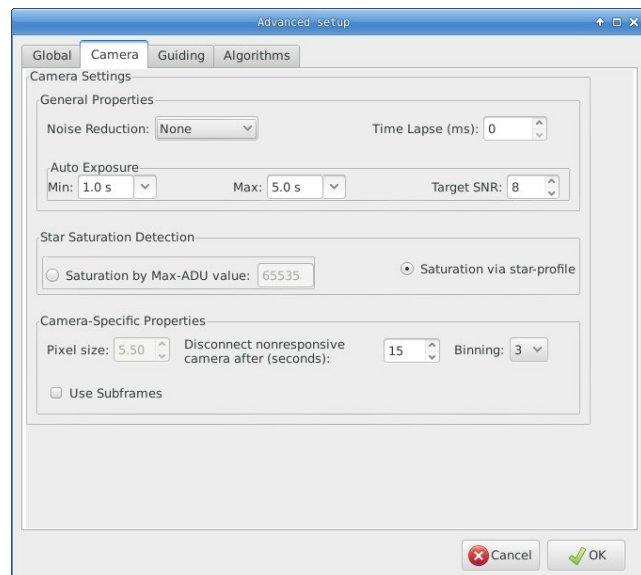 Advanced setup
Global Camera Guiding Algorithms
Camera Settings
General Properties
Noise Reduction: None Time Lapse (ms): 0
Auto Exposure
Min: 1.0 s Max: 5.0 s Target SNR: 8
Star Saturation Detection
Saturation by Max-ADU value: 65535 Saturation via star-profile
Camera-Specific Properties
Pixel size: 5.50 Disconnect nonresponsive
camera after (seconds): 15 Binning: 3
Use Subframes
Cancel OK